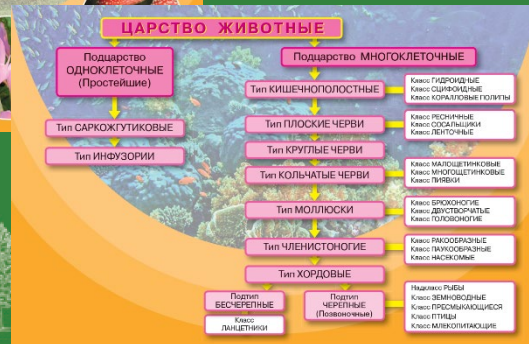 ЦАРСТВО ЖИВОТНЫЕ
Подцарство
ОДНОКЛЕТОЧНЫЕ
(Простейшие)
Тип САРКОЖГУТИКОВЫЕ
Тип ИНФУЗОРИИ
Подцарство МНОГОКЛЕТОЧНЫЕ
Тип КИШЕЧНОПОЛОСТНЫЕ
Класс ГИДРОИДНЫЕ
Класс СЦИФОИДНЫЕ
Класс КОРАЛЛОВЫЕ ПОЛИПЫ
Тип ПЛОСКИЕ ЧЕРВИ
Класс РЕСНИЧНЫЕ
Класс СОСАЛЬЩИКИ
Класс ЛЕНТОЧНЫЕ
Тип КРУГЛЫЕ ЧЕРВИ
Тип КОЛЬЧАТЫЕ ЧЕРВИ
Класс МАЛОЩЕТИНКОВЫЕ
Класс МНОГОЩЕТИНКОВЫЕ
Класс ПИЯВКИ
Тип МОЛЛЮСКИ
Класс БРЮХОНОГИЕ
Класс ДВУСТВОРЧАТЫЕ
Класс ГОЛОВОНОГИЕ
Тип ЧЛЕНИСТОНОГИЕ
Класс РАКООБРАЗНЫЕ
Класс ПАУКООБРАЗНЫЕ
Класс НАСЕКОМЫЕ
Тип ХОРДОВЫЕ
Подтип
БЕСЧЕРЕПНЫЕ
Класс
ЛАНЦЕТНИКИ
Подтип
ЧЕРЕПНЫЕ
(Позвоночные)
Надкласс РЫБЫ
Класс ЗЕМНОВОДНЫЕ
Класс ПРЕСМЫКАЮЩИЕСЯ
Класс ПТИЦЫ
Класс МЛЕКОПИТАЮЩИЕ